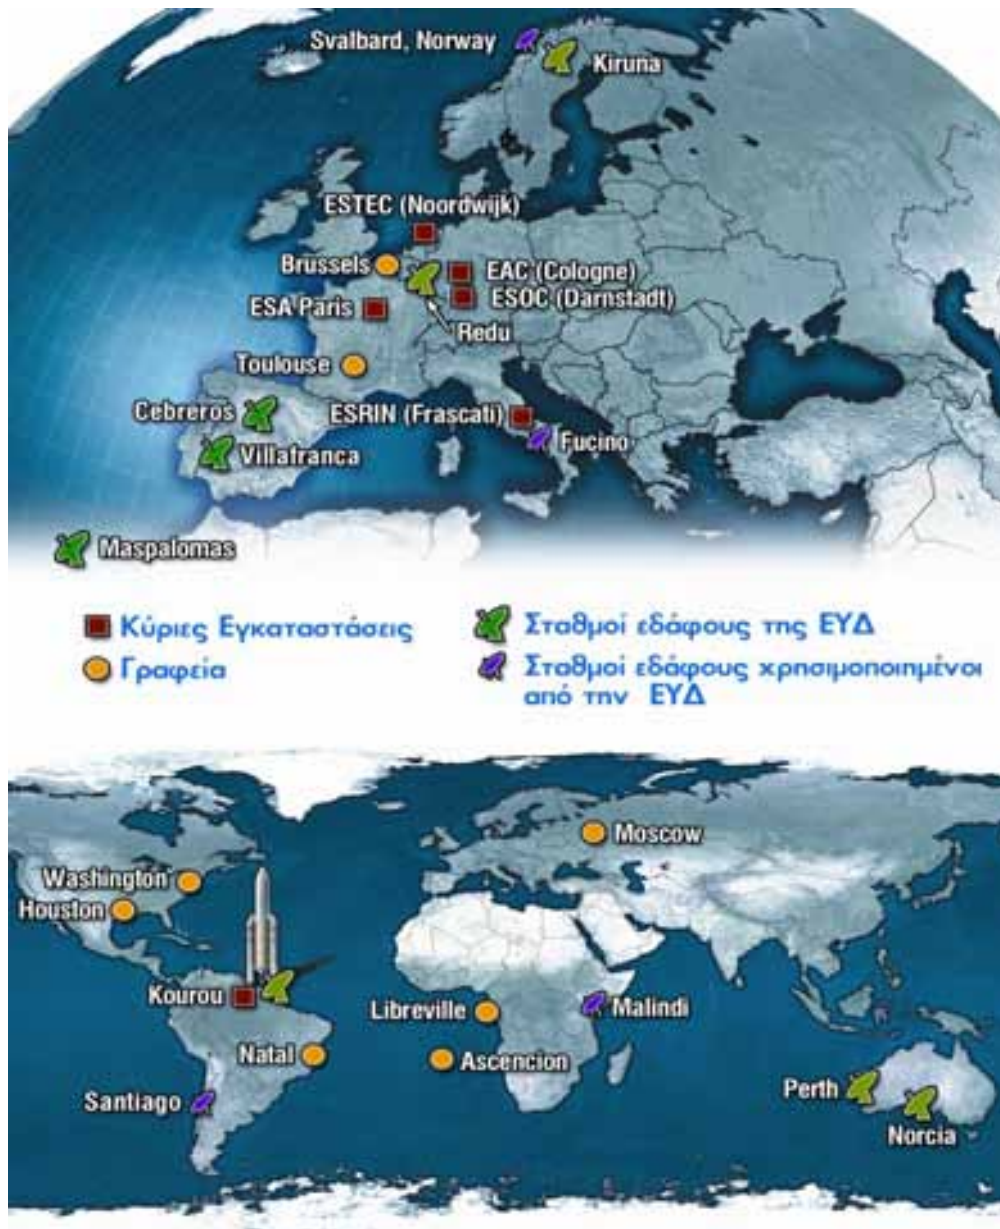 Svalbard, Norway
Kiruna
ESTEC (Noordwijk)
Brussels
EAC (Cologne)
ESOC (Darnstadt)
ESA Paris
Redu
Toulouse
Cebreros
ESRIN (Frascati)
Fucino
Villafranca
Maspalomas
Κύριες Εγκαταστάσεις
Γραφεία
Σταθμοί εδάφους της ΕΥΔ
Σταθμοί εδάφους χρησιμοποιημένοι
από την ΕΥΔ
Moscow
Washington
Houston
Kourou
Libreville
Malindi
Natal
Ascencion
Santiago
Perth
Norcia